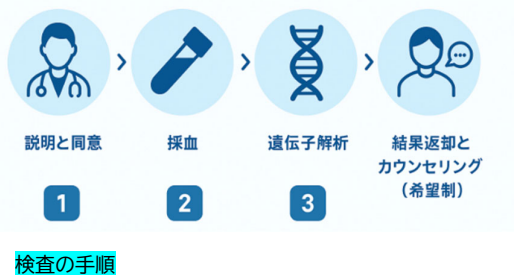 説明と同意
採血
遺伝子解析
結果返却と
カウンセリング
（希望制）
1
2
3
検査の手順